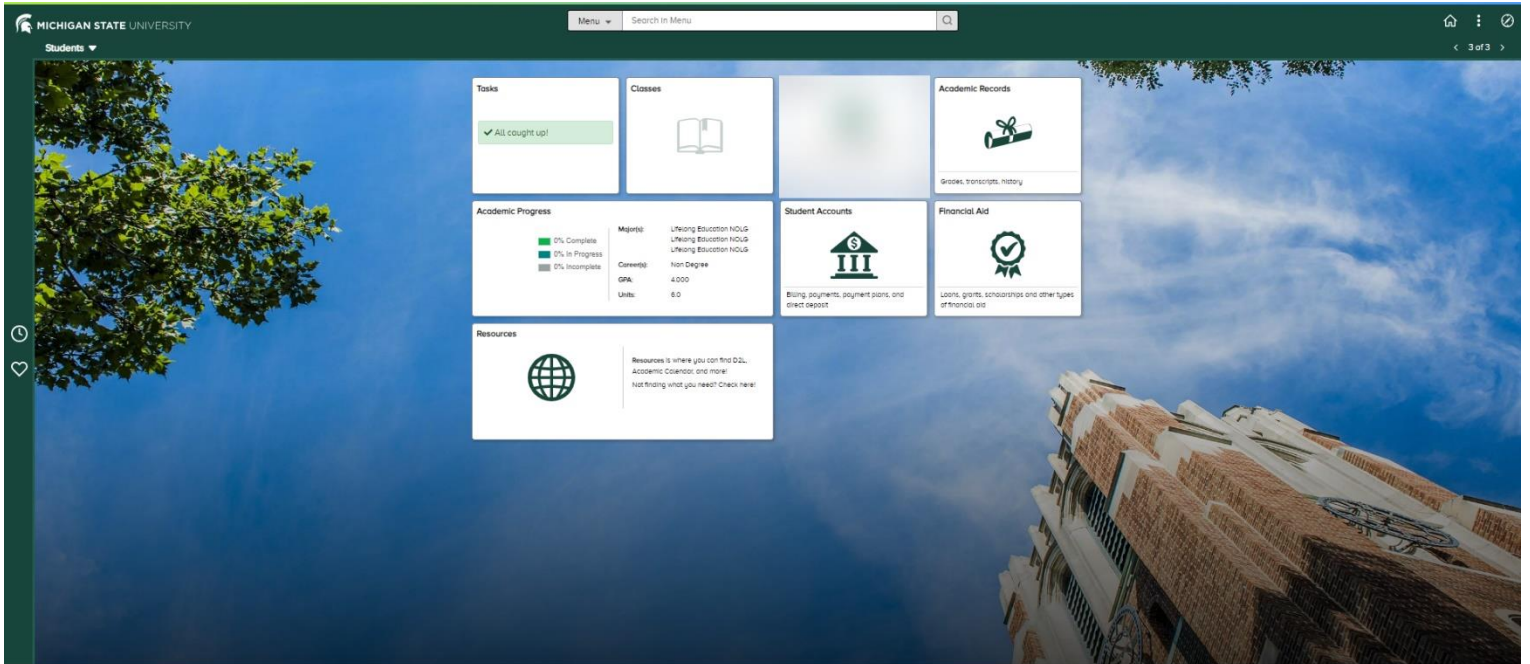 MICHIGAN STATE UNIVERSITY
Menu
Search in Menu
Students
3 of 3
Tasks
All caught up!
Classes
Academic Records
Grades, transcripts, history
Academic Progress
0% Complete
0% In Progress
0% Incomplete
Major(s): Lifelong Education NOLG
Lifelong Education NOLG
Lifelong Education NOLG
Career(s): Non Degree
GPA: 4.000
Units: 6.0
Student Accounts
Billing, payments, payment plans, and
direct deposit
Financial Aid
Loans, grants, scholarships and other types
of financial aid
Resources
Resources is where you can find D2L,
Academic Calendar, and more!
Not finding what you need? Check here!